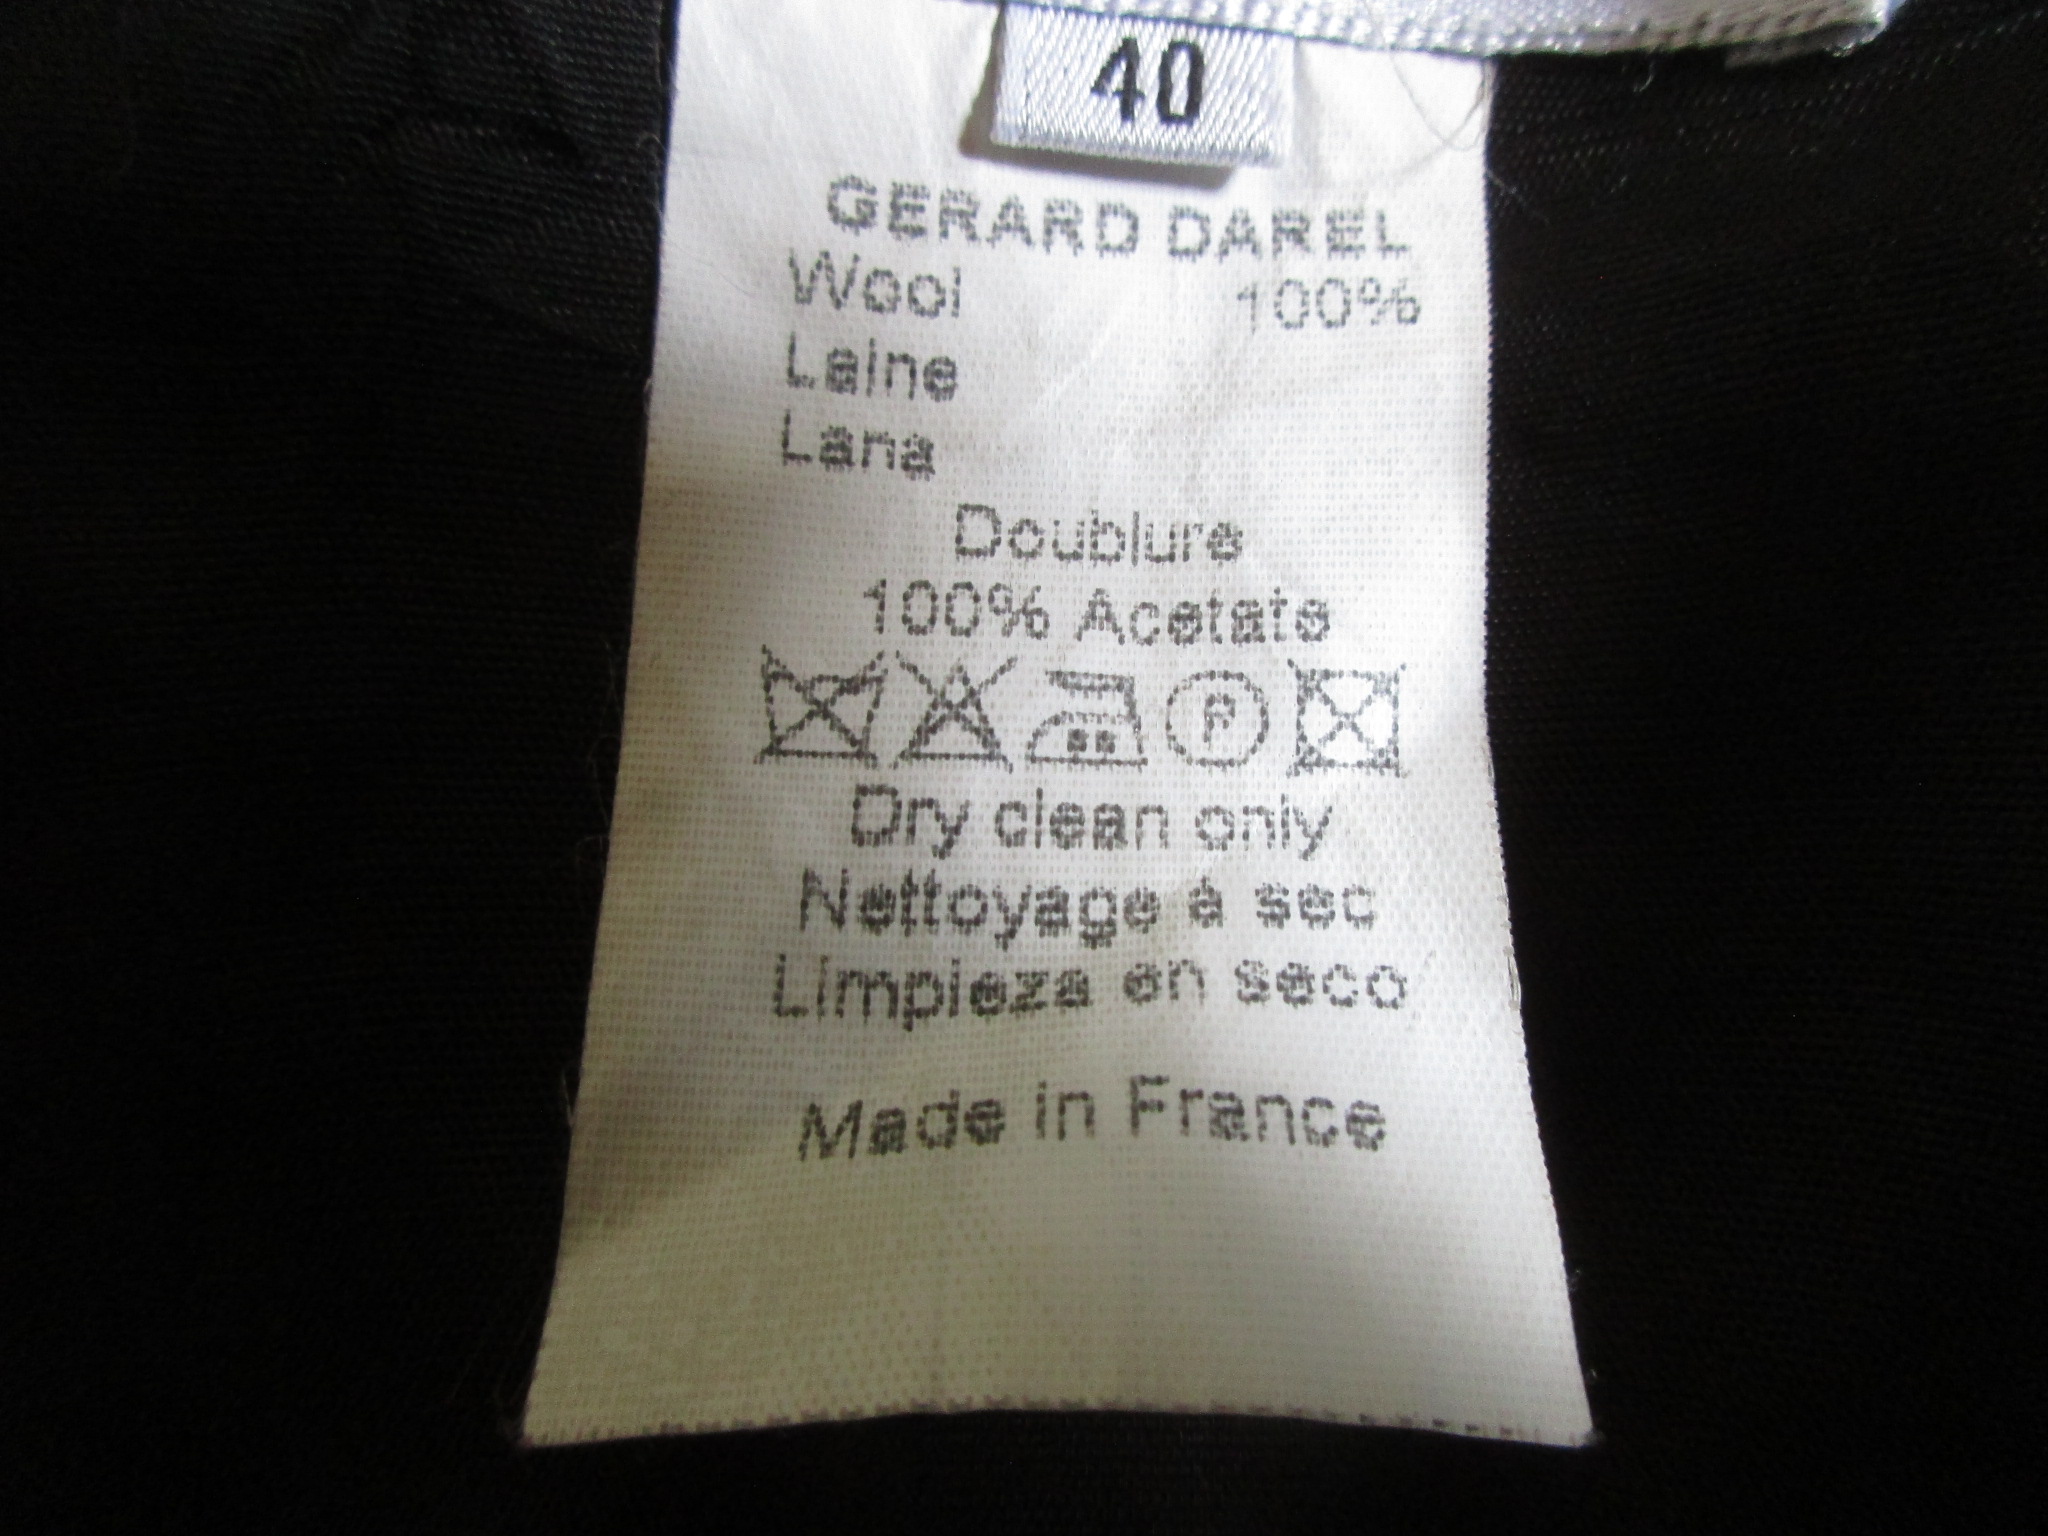 40
GERARD DAREL
Wool 100%
Laine
Lana
Doublure
100% Acetate
P
Dry clean only
Nettoyage à sec
Limpieza en seco
Made in France